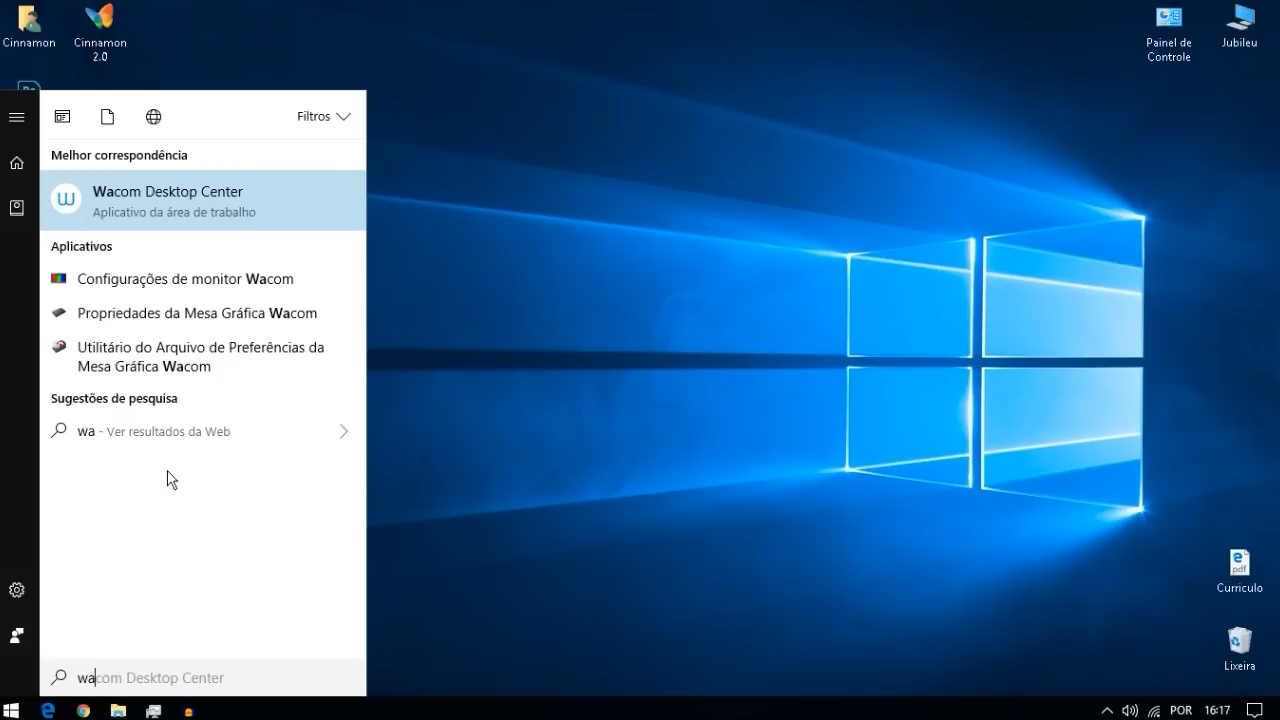 Cinnamon
Cinnamon
2.0
Painel de
Controle
Jubileu
Filtros
Melhor correspondência
Wacom Desktop Center
Aplicativo da área de trabalho
Aplicativos
Configurações de monitor Wacom
Propriedades da Mesa Gráfica Wacom
Utilitário do Arquivo de Preferências da
Mesa Gráfica Wacom
Sugestões de pesquisa
wa - Ver resultados da Web
pdf
Curriculo
Lixeira
wacom Desktop Center
POR
16:17